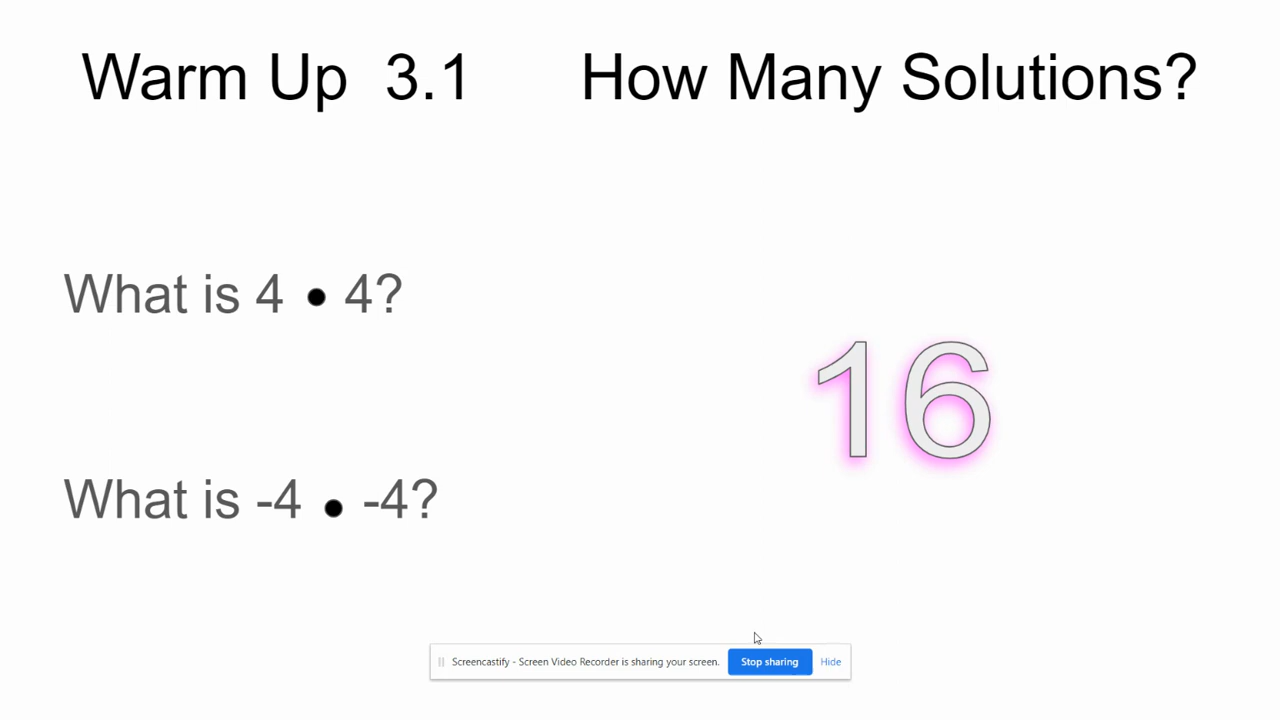 Warm Up 3.1 How Many Solutions?
What is 4 • 4?
16
What is -4 • -4?
Screencastify - Screen Video Recorder is sharing your screen. Stop sharing Hide